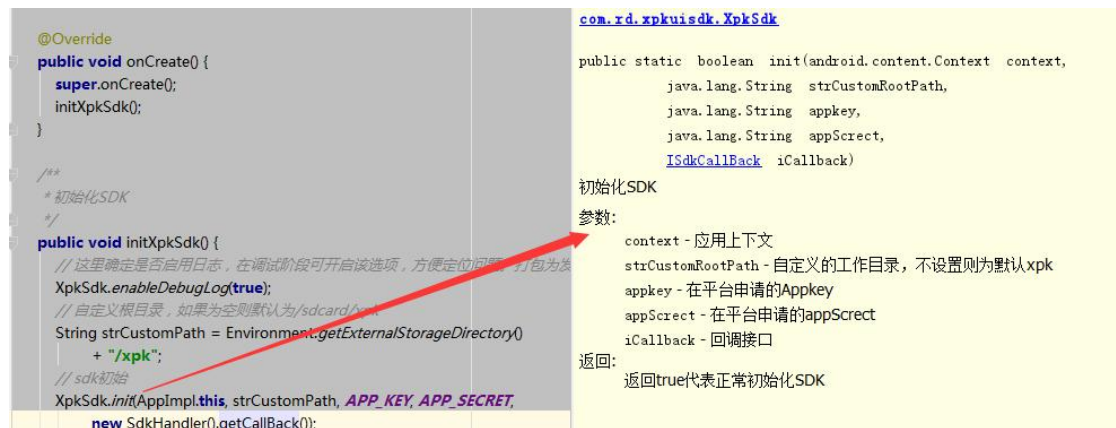 @Override
public void onCreate() {
super.onCreate();
initXpkSdk();
}
/**
* 初始化SDK
*/
public void initXpkSdk() {
// 这里确定是否启用日志，在调试阶段可开启该选项，方便定位问题。打包为发
XpkSdk.enableDebugLog(true);
// 自定义根目录，如果为空则默认为/sdcard/xpk
String strCustomPath = Environment.getExternalStorageDirectory()
+ "/xpk";
// sdk初始
XpkSdk.init(AppImpl.this, strCustomPath, APP_KEY, APP_SECRET,
new SdkHandler().getCallBack());
com.rd.xpkuisdk.XpkSdk
public static boolean init(android.content.Context context,
java.lang.String strCustomRootPath,
java.lang.String appkey,
java.lang.String appScrect,
ISdkCallBack iCallback)
初始化SDK
参数:
context - 应用上下文
strCustomRootPath - 自定义的工作目录，不设置则为默认xpk
appkey - 在平台申请的Appkey
appScrect - 在平台申请的appScrect
iCallback - 回调接口
返回:
返回true代表正常初始化SDK